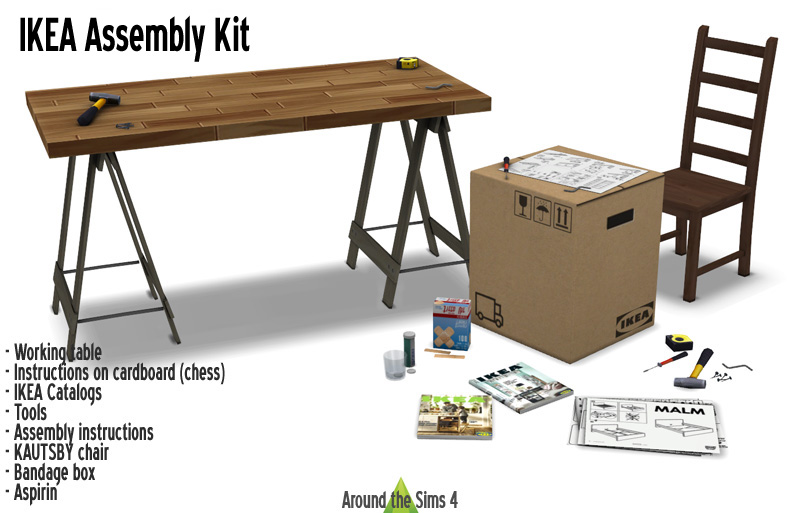 IKEA Assembly Kit
IKEA
IKEA
MALM
- Working table
- Instructions on cardboard (chess)
- IKEA Catalogs
- Tools
- Assembly instructions
- KAUTSBY chair
- Bandage box
- Aspirin
Around the Sims 4